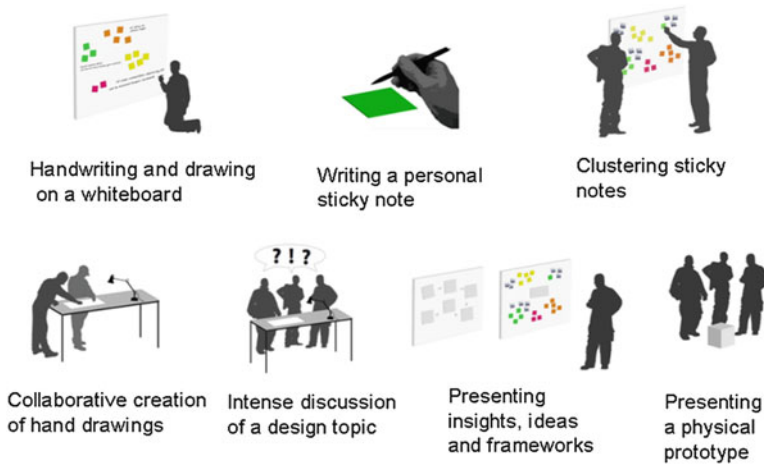 Handwriting and drawing
on a whiteboard
Writing a personal
sticky note
Clustering sticky
notes
? ! ?
Collaborative creation
of hand drawings
Intense discussion
of a design topic
Presenting
insights, ideas
and frameworks
Presenting
a physical
prototype